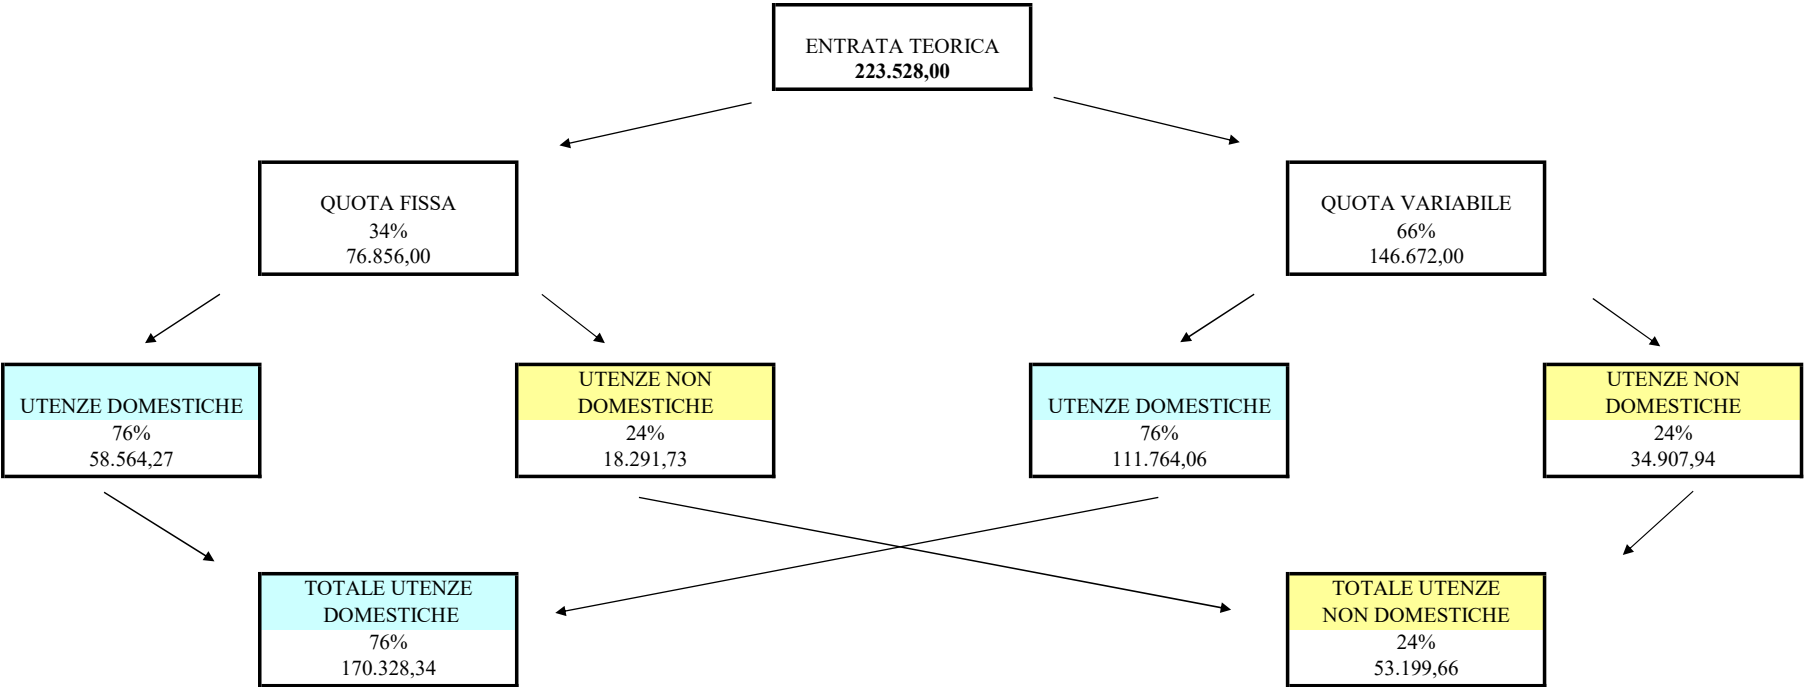 ENTRATA TEORICA
223.528,00
QUOTA FISSA
34%
76.856,00
QUOTA VARIABILE
66%
146.672,00
UTENZE DOMESTICHE
76%
58.564,27
UTENZE NON
DOMESTICHE
24%
18.291,73
UTENZE DOMESTICHE
76%
111.764,06
UTENZE NON
DOMESTICHE
24%
34.907,94
TOTALE UTENZE
DOMESTICHE
76%
170.328,34
TOTALE UTENZE
NON DOMESTICHE
24%
53.199,66